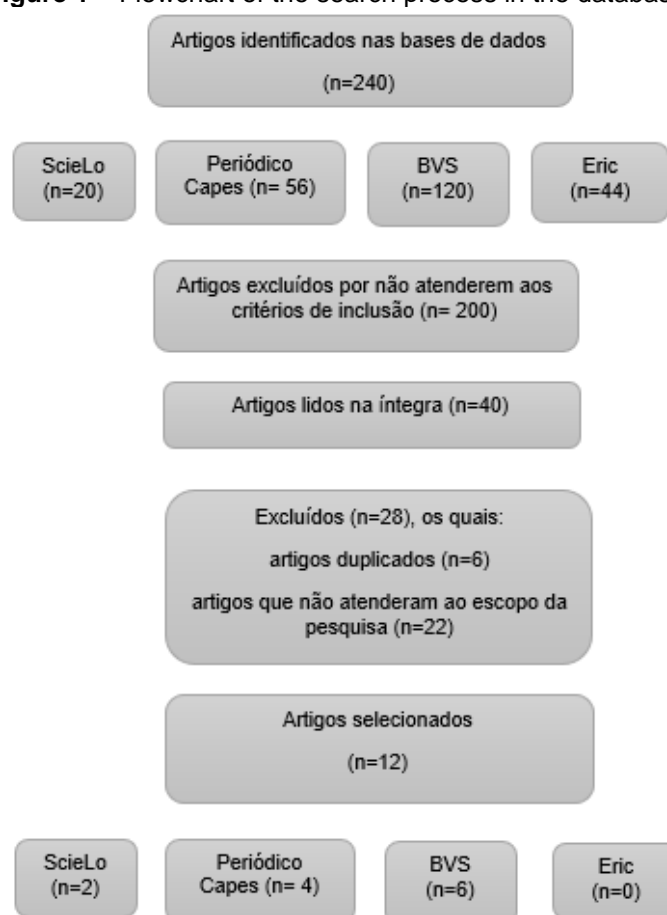 Flowchart of the search process in the databas
Artigos identificados nas bases de dados
(n=240)
ScieLo
(n=20)
Periódico
Capes (n= 56)
BVS
(n=120)
Eric
(n=44)
Artigos excluídos por não atenderem aos
critérios de inclusão (n= 200)
Artigos lidos na íntegra (n=40)
Excluídos (n=28), os quais:
artigos duplicados (n=6)
artigos que não atenderam ao escopo da
pesquisa (n=22)
Artigos selecionados
(n=12)
ScieLo
(n=2)
Periódico
Capes (n= 4)
BVS
(n=6)
Eric
(n=0)